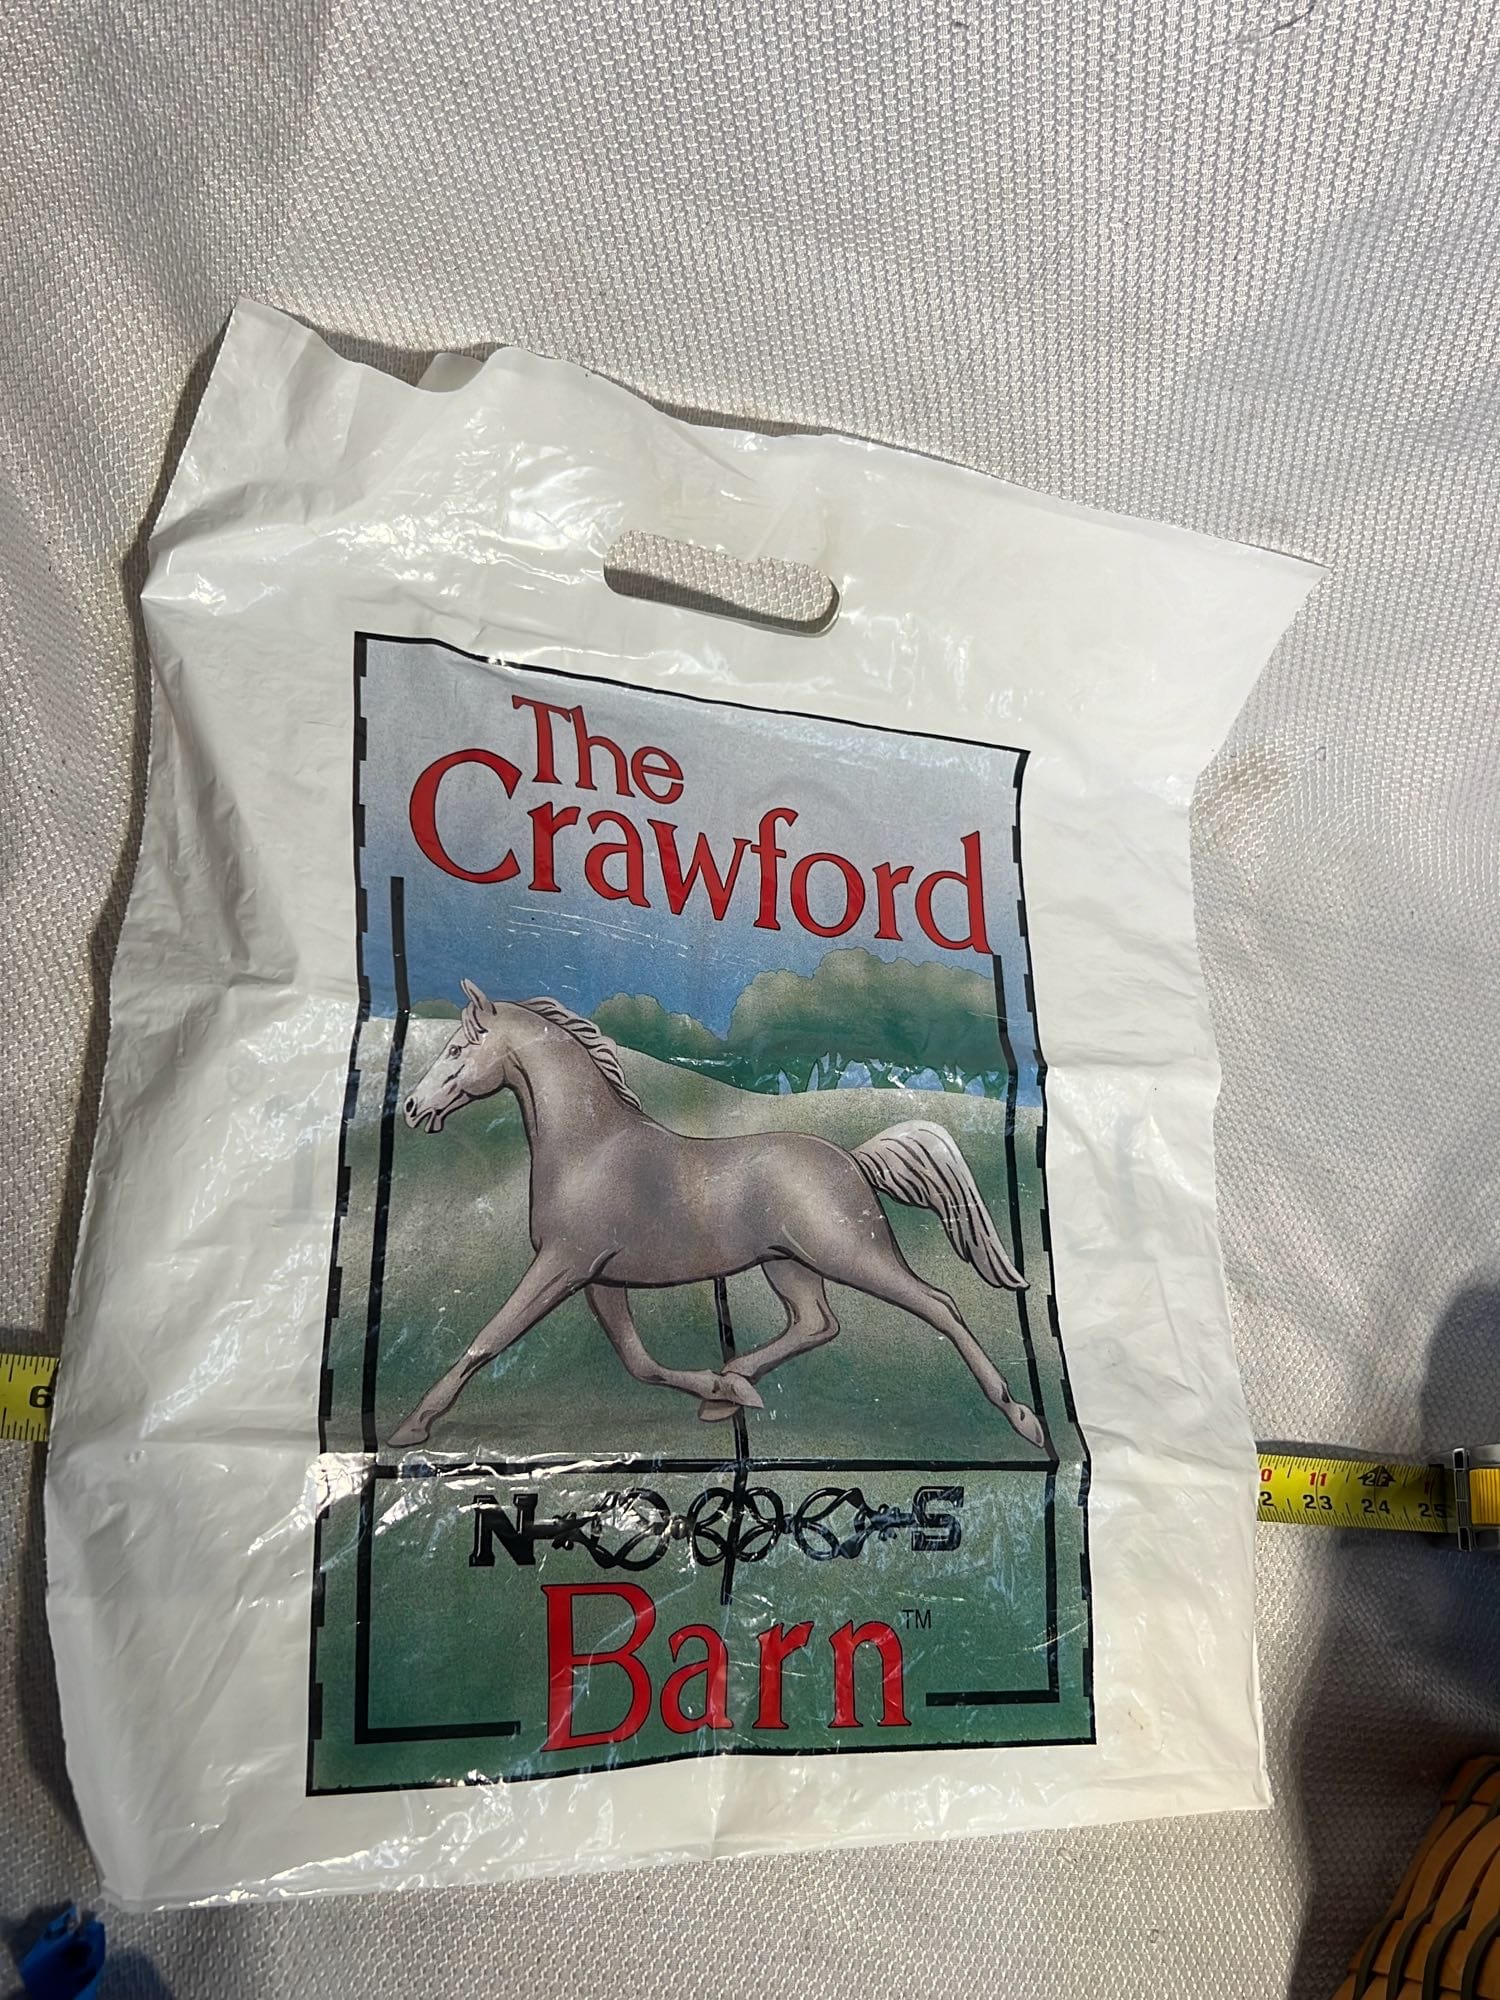 The
Crawford
N S
Barn™
6
0 11
2 23 24 25